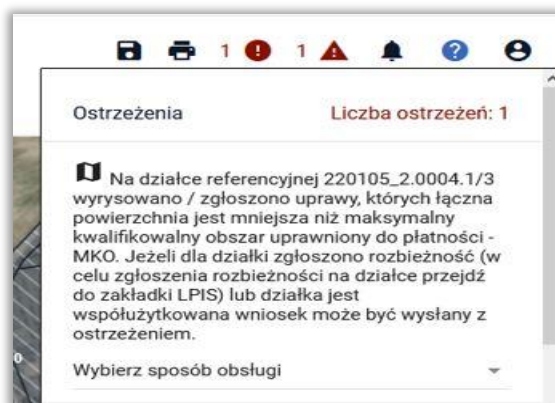 1 1
Ostrzeżenia Liczba ostrzeżeń: 1
Na działce referencyjnej 220105_2.0004.1/3
wyrysowano / zgłoszono uprawy, których łączna
powierzchnia jest mniejsza niż maksymalny
kwalifikowalny obszar uprawniony do płatności -
MKO. Jeżeli dla działki zgłoszono rozbieżność (w
celu zgłoszenia rozbieżności na działce przejdź
do zakładki LPIS) lub działka jest
współużytkowana wniosek może być wysłany z
ostrzeżeniem.
0
Wybierz sposób obsługi